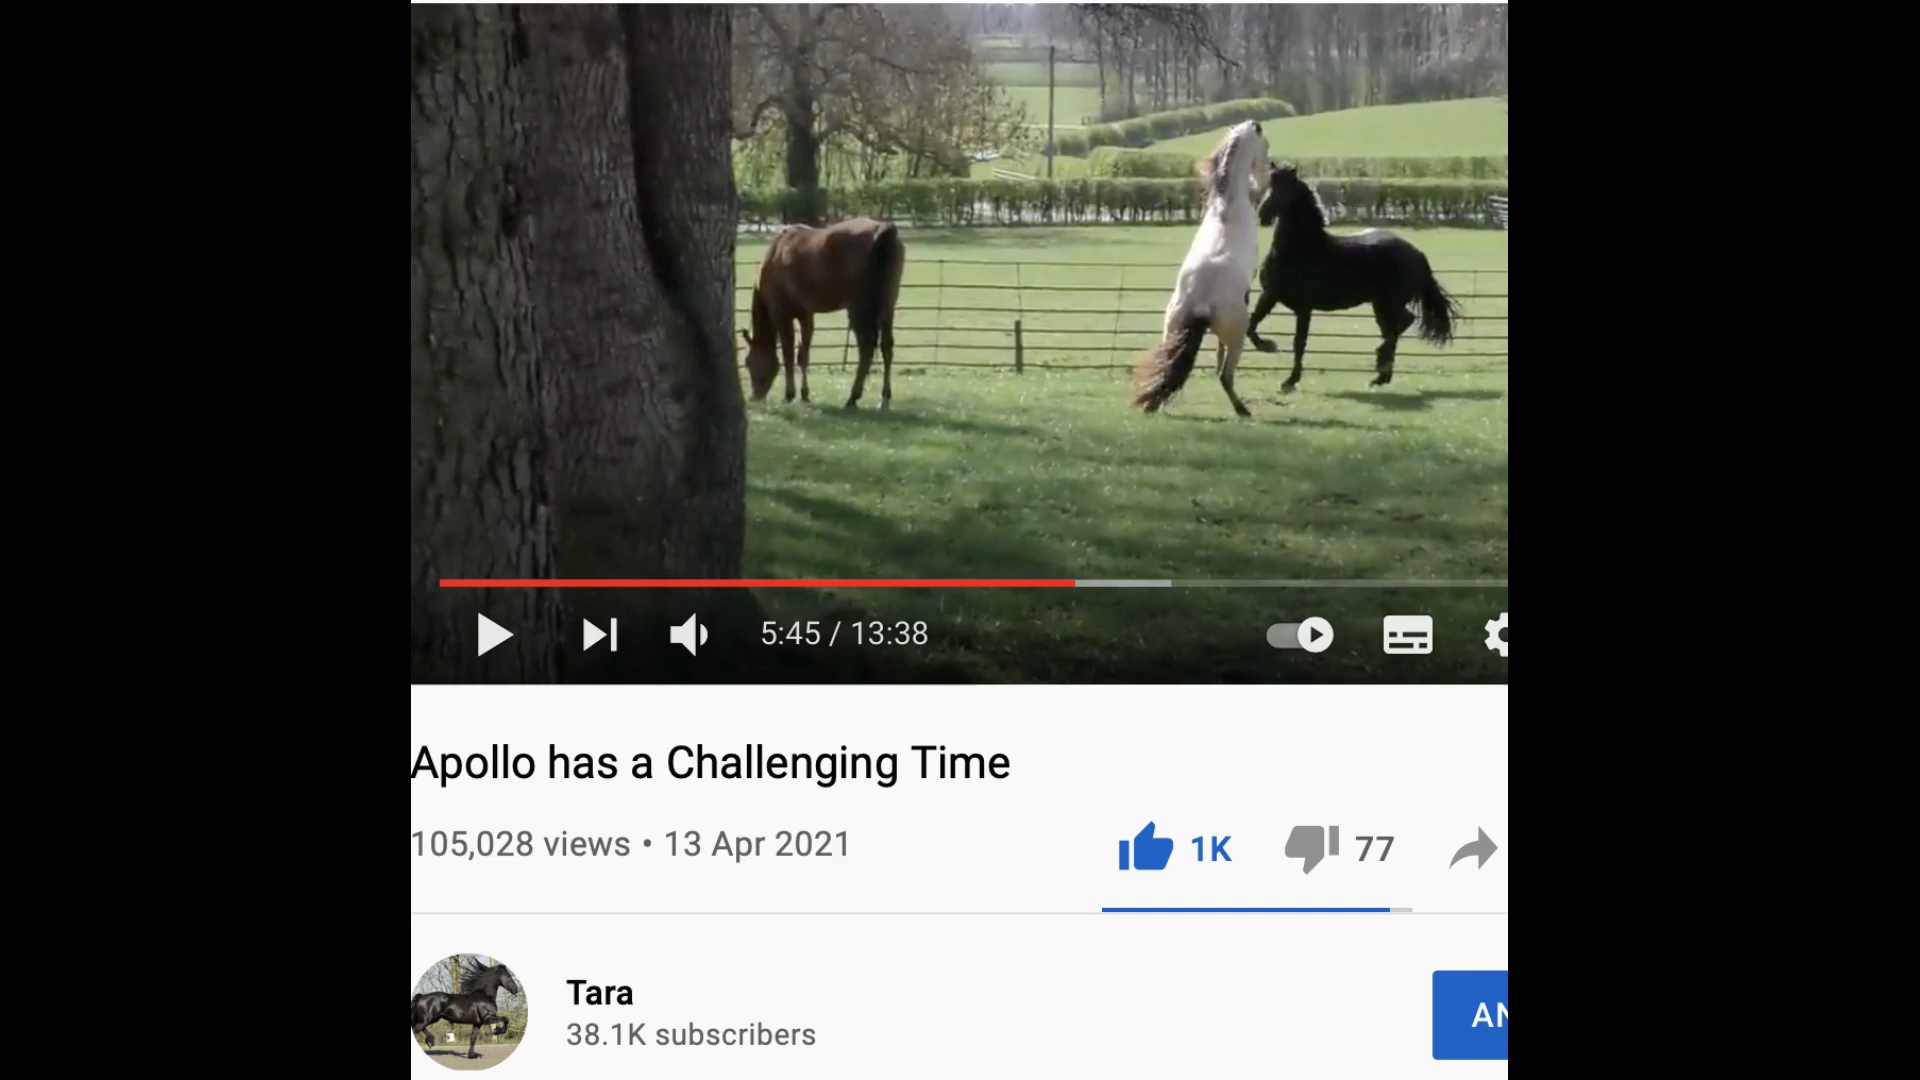 5:45 / 13:38
Apollo has a Challenging Time
105,028 views • 13 Apr 2021
1K
77
Tara
38.1K subscribers
AN